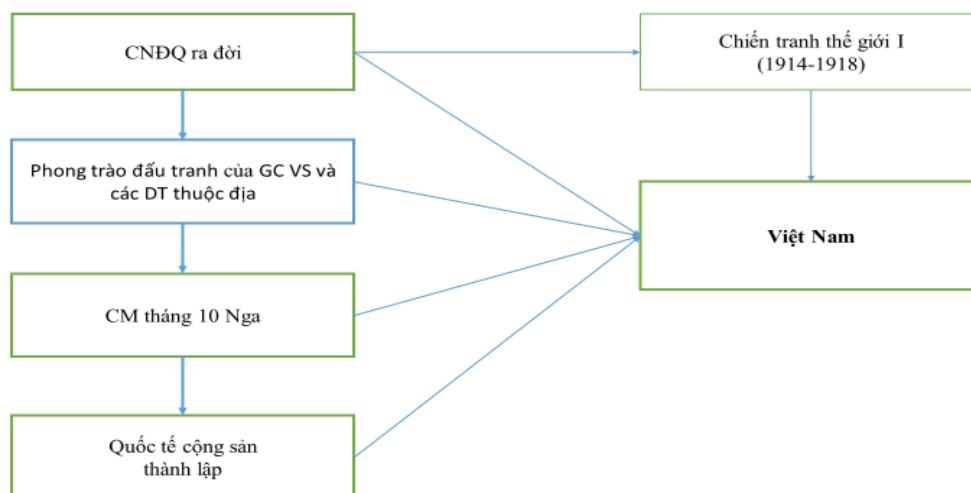 CNĐQ ra đời
Chiến tranh thế giới I
(1914-1918)
Phong trào đấu tranh của GC VS và
các DT thuộc địa
Việt Nam
CM tháng 10 Nga
Quốc tế cộng sản
thành lập